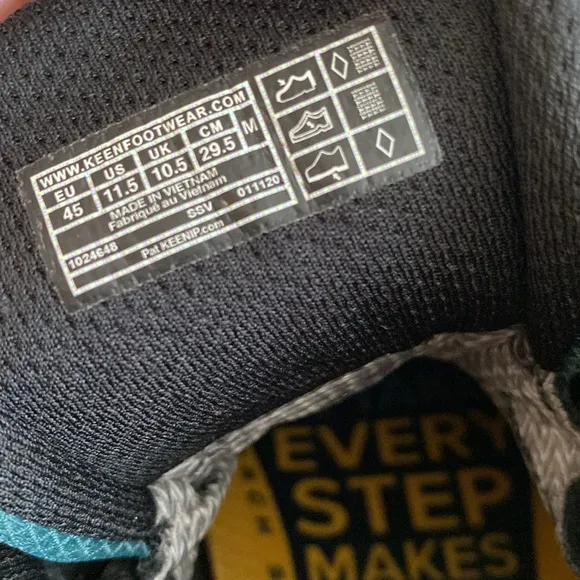 WWW.KEENFOOTWEAR.COM
EU US UK CM M
45 11.5 10.5 29.5
MADE IN VIETNAM
Fabriqué au Vietnam
SSV 011120
1024648 Pat KEENIP.com
EVERY
STEP
MAKES